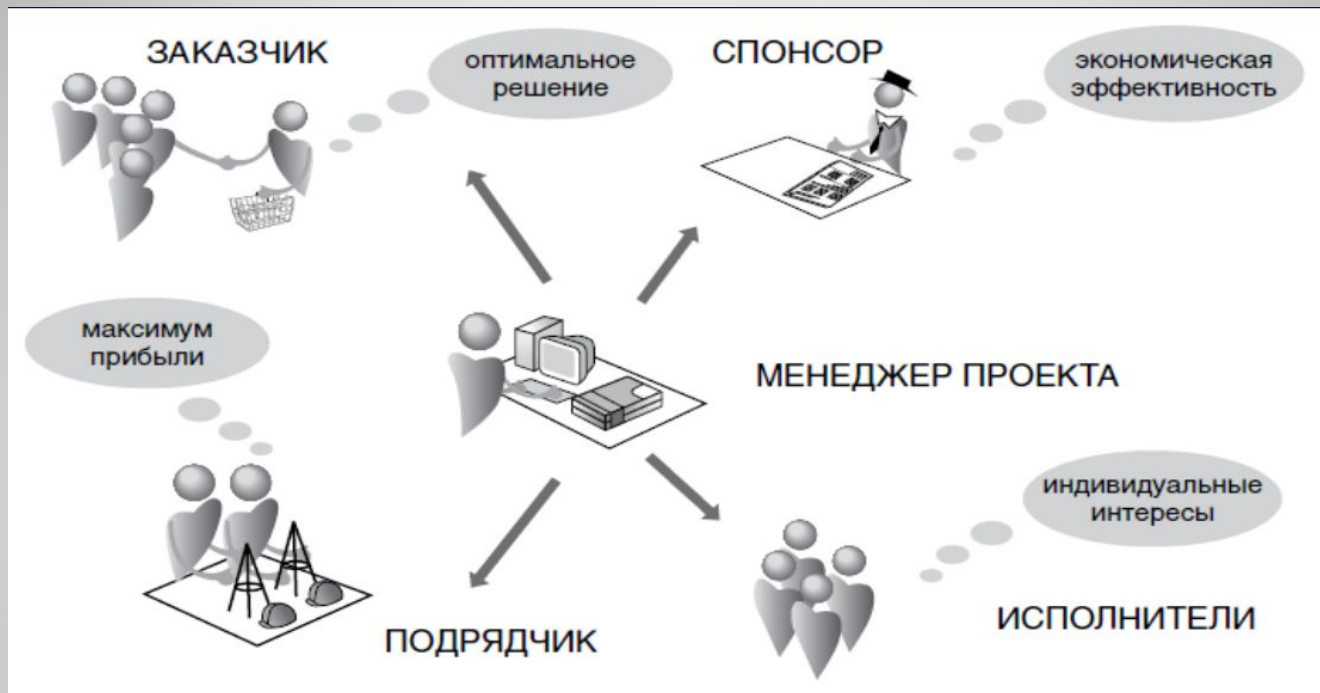 ЗАКАЗЧИК
оптимальное
решение
СПОНСОР
экономическая
эффективность
максимум
прибыли
МЕНЕДЖЕР ПРОЕКТА
индивидуальные
интересы
ПОДРЯДЧИК
ИСПОЛНИТЕЛИ